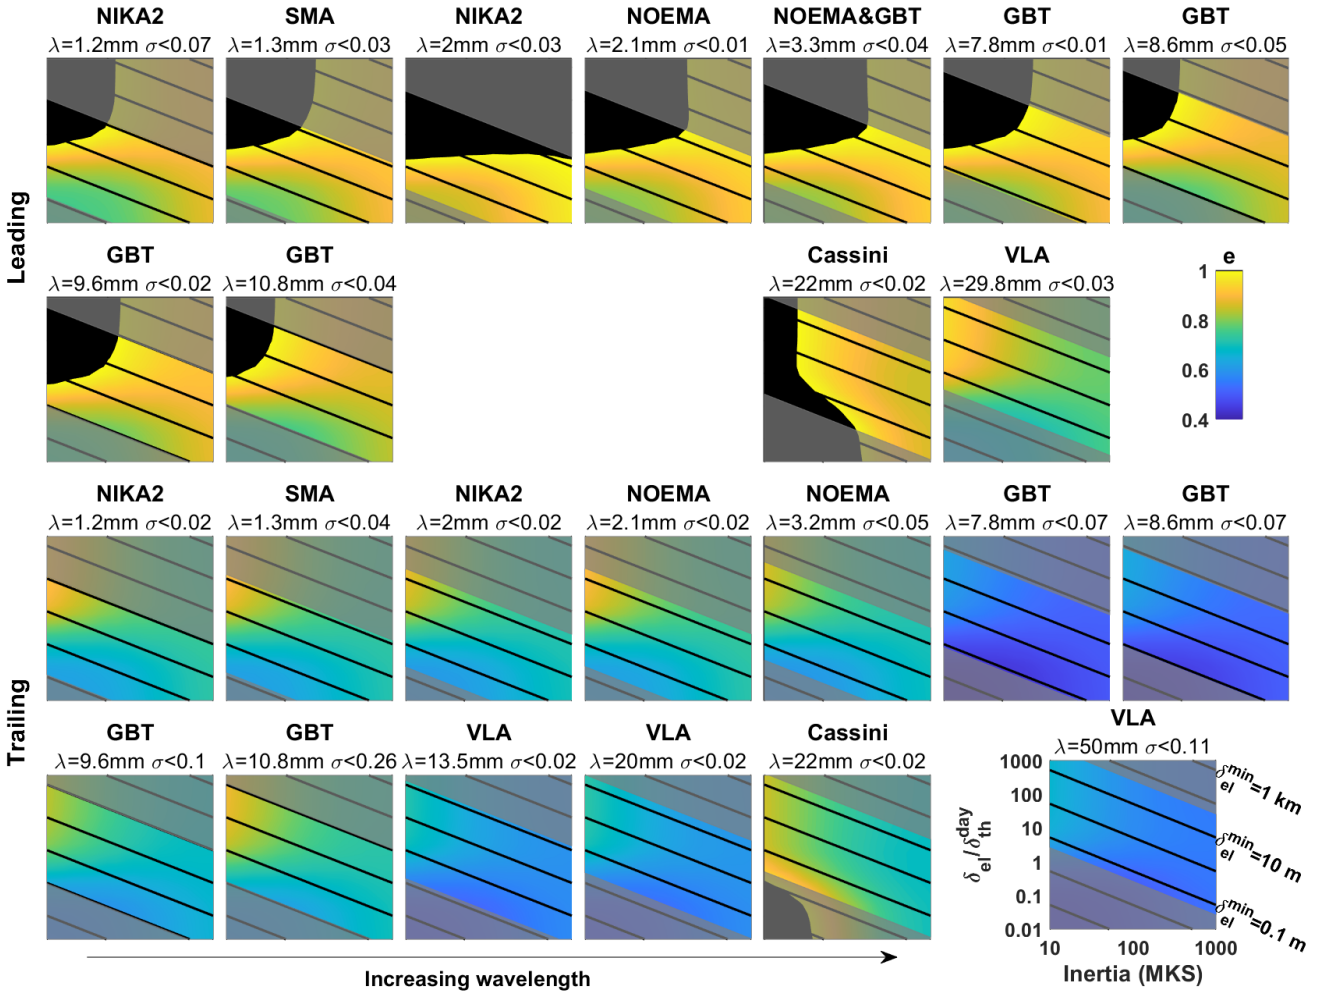 NIKA2 SMA NIKA2 NOEMA NOEMA&GBT GBT GBT
λ=1.2mm σ<0.07 λ=1.3mm σ<0.03 λ=2mm σ<0.03 λ=2.1mm σ<0.01 λ=3.3mm σ<0.04 λ=7.8mm σ<0.01 λ=8.6mm σ<0.05
Leading
GBT GBT Cassini VLA e
λ=9.6mm σ<0.02 λ=10.8mm σ<0.04 λ=22mm σ<0.02 λ=29.8mm σ<0.03
1
0.8
0.6
0.4
NIKA2 SMA NIKA2 NOEMA NOEMA GBT GBT
λ=1.2mm σ<0.02 λ=1.3mm σ<0.04 λ=2mm σ<0.02 λ=2.1mm σ<0.02 λ=3.2mm σ<0.05 λ=7.8mm σ<0.07 λ=8.6mm σ<0.07
Trailing
GBT GBT VLA VLA Cassini VLA
λ=9.6mm σ<0.1 λ=10.8mm σ<0.26 λ=13.5mm σ<0.02 λ=20mm σ<0.02 λ=22mm σ<0.02 λ=50mm σ<0.11
1000
100
10
1
0.1
0.01
δel/δthday
δelmin=1 km
δelmin=10 m
δelmin=0.1 m
10 100 1000
Inertia (MKS)
Increasing wavelength